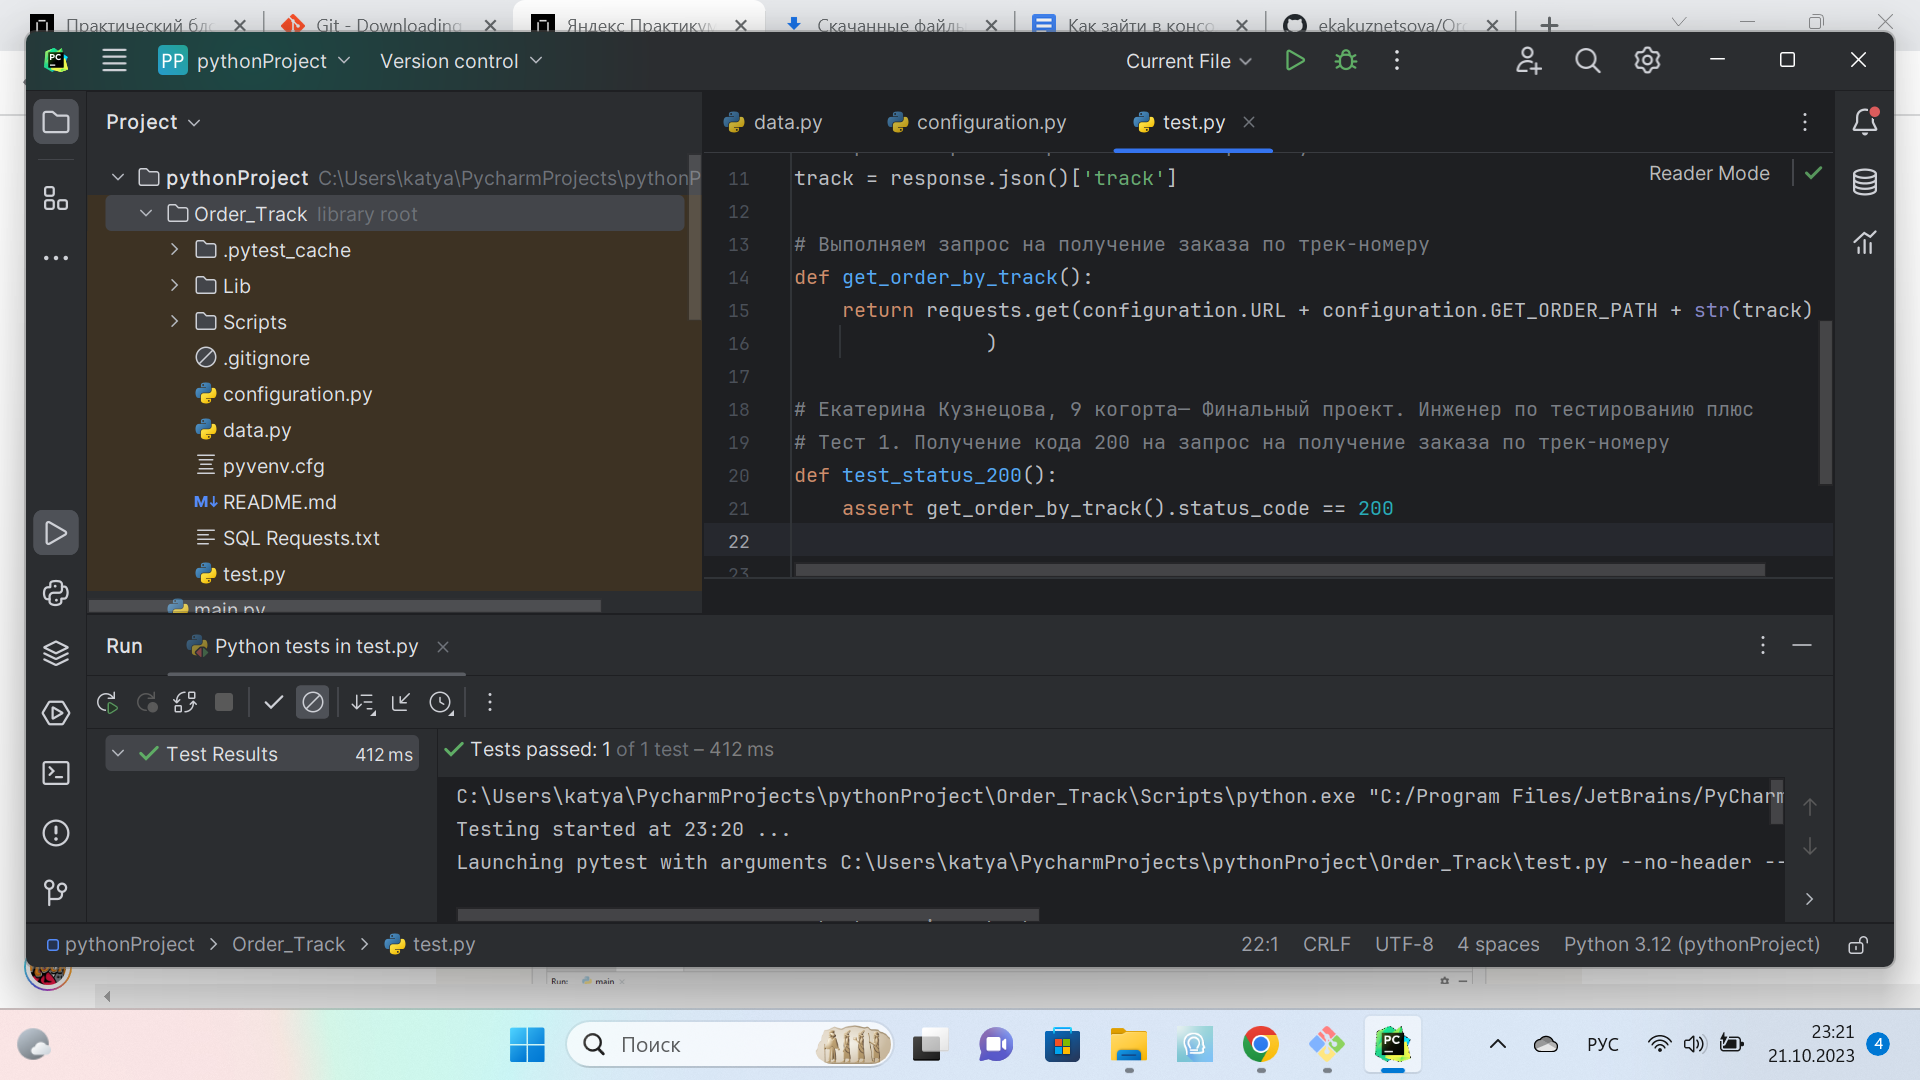 Практический бл
Git - Downloading
Яндекс Практикум
Скачанные файлы
Как зайти в консо
ekakuznetsova/Or
PC
PP pythonProject
Version control
Current File
Project
data.py
configuration.py
test.py
pythonProject C:\Users\katya\PycharmProjects\pythonP
Order_Track library root
.pytest_cache
Lib
Scripts
.gitignore
configuration.py
data.py
pyvenv.cfg
M↓ README.md
SQL Requests.txt
test.py
main.py
Reader Mode
11 track = response.json()['track']
12
13 # Выполняем запрос на получение заказа по трек-номеру
14 def get_order_by_track():
15 return requests.get(configuration.URL + configuration.GET_ORDER_PATH + str(track)
16 )
17
18 # Екатерина Кузнецова, 9 когорта— Финальный проект. Инженер по тестированию плюс
19 # Тест 1. Получение кода 200 на запрос на получение заказа по трек-номеру
20 def test_status_200():
21 assert get_order_by_track().status_code == 200
22
23
Run
Python tests in test.py
Test Results 412 ms
Tests passed: 1 of 1 test – 412 ms
C:\Users\katya\PycharmProjects\pythonProject\Order_Track\Scripts\python.exe "C:/Program Files/JetBrains/PyCharm
Testing started at 23:20 ...
Launching pytest with arguments C:\Users\katya\PycharmProjects\pythonProject\Order_Track\test.py --no-header --
pythonProject > Order_Track > test.py
22:1 CRLF UTF-8 4 spaces Python 3.12 (pythonProject)
Run: main
Поиск
PC
РУС
23:21
21.10.2023
4